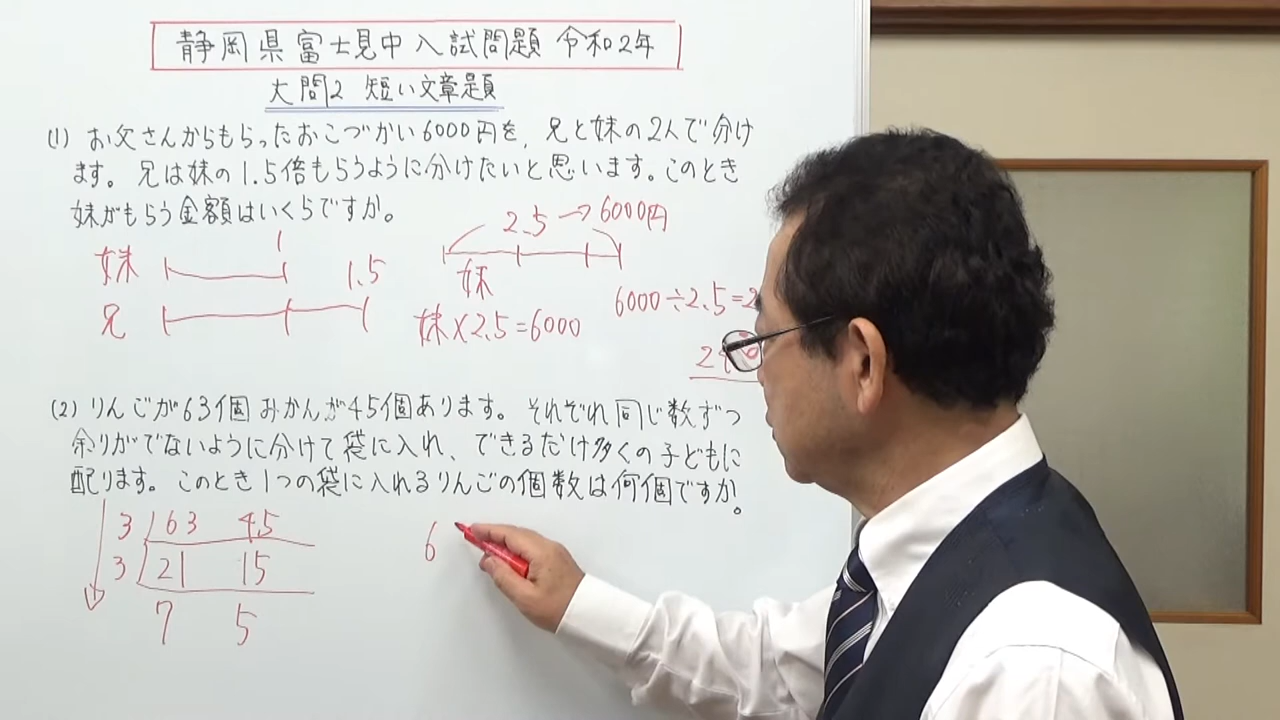 静岡県富士見中入試問題 令和2年
大問2 短い文章題
(1) お父さんからもらったおこづかい6000円を、兄と妹の2人で分け
ます。兄は妹の1.5倍もらうように分けたいと思います。このとき
妹がもらう金額はいくらですか。
2.5 → 6000円
妹 1
1.5
兄
妹
妹×2.5=6000
6000÷2.5=2
(2) りんごが63個 みかんが45個あります。それぞれ同じ数ずつ
余りがでないように分けて袋に入れ、できるだけ多くの子どもに
配ります。このとき1つの袋に入れるりんごの個数は何個ですか。
3 63 45
3 21 15
7 5
6